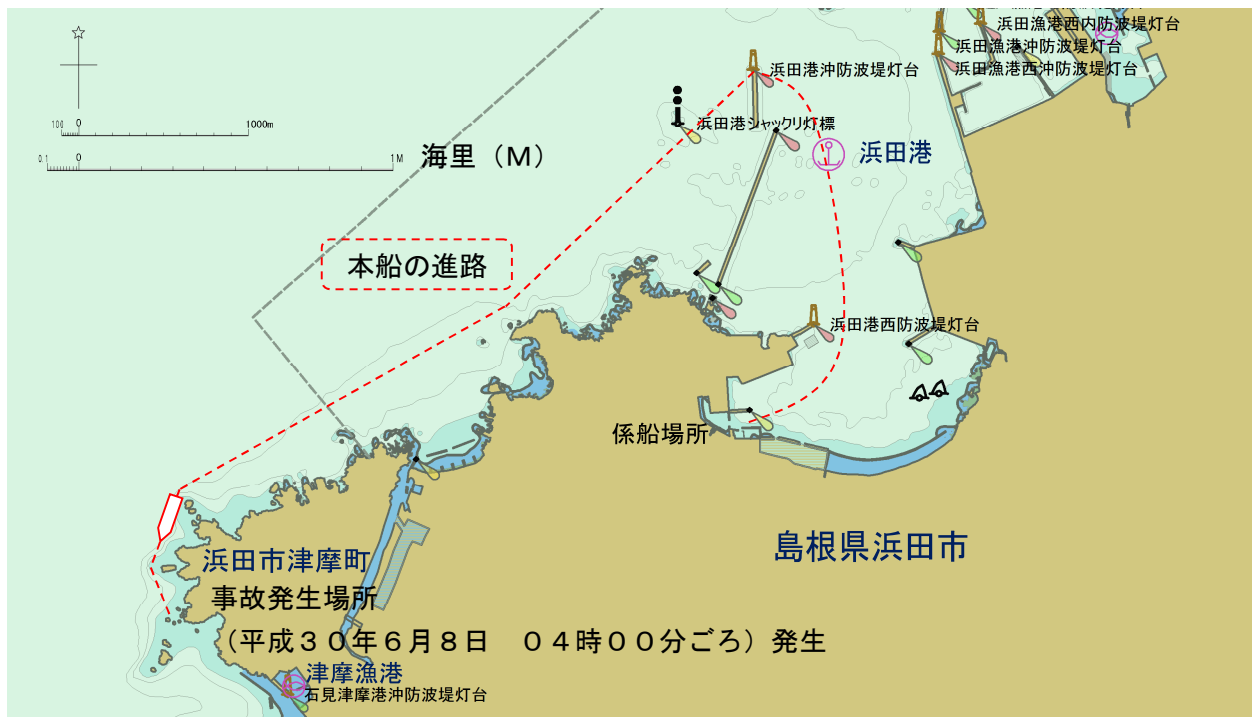 浜田漁港西内防波堤灯台
浜田漁港沖防波堤灯台
浜田漁港西沖防波堤灯台
浜田港沖防波堤灯台
浜田港シャックリ灯標
100 0 1000m
0.1 0 1M
海里（M）
浜田港
本船の進路
浜田港西防波堤灯台
係船場所
島根県浜田市
浜田市津摩町
事故発生場所
（平成３０年６月８日　０４時００分ごろ）発生
津摩漁港
石見津摩港沖防波堤灯台